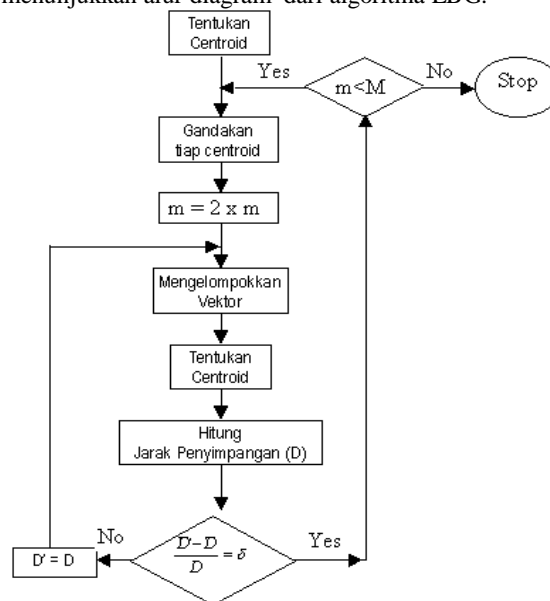 menunjukkan alur diagram dari algoritma LBG.
Tentukan
Centroid
Yes
m<M
No
Stop
Gandakan
tiap centroid
m = 2 x m
Mengelompokkan
Vektor
Tentukan
Centroid
Hitung
Jarak Penyimpangan (D)
No
D' = D
D'-D
D
= δ
Yes